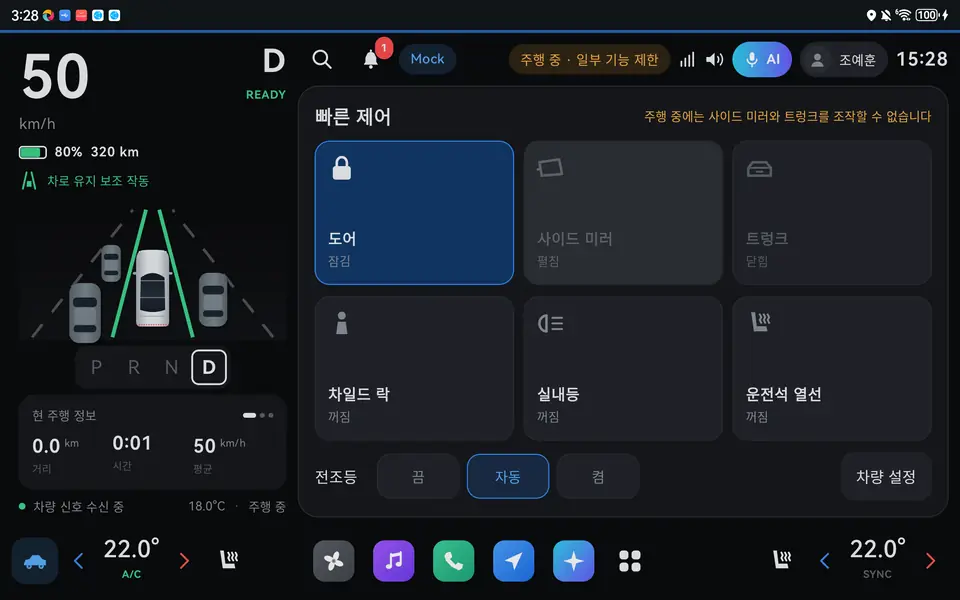 3:28
100
50
D
READY
km/h
80% 320 km
차로 유지 보조 작동
P R N D
현 주행 정보
0.0 km
거리
0:01
시간
50 km/h
평균
차량 신호 수신 중
18.0°C · 주행 중
1
Mock
주행 중 · 일부 기능 제한
AI
조예훈
15:28
빠른 제어
주행 중에는 사이드 미러와 트렁크를 조작할 수 없습니다
도어
잠김
사이드 미러
펼침
트렁크
닫힘
차일드 락
꺼짐
실내등
꺼짐
운전석 열선
꺼짐
전조등
끔
자동
켬
차량 설정
22.0°
A/C
22.0°
SYNC